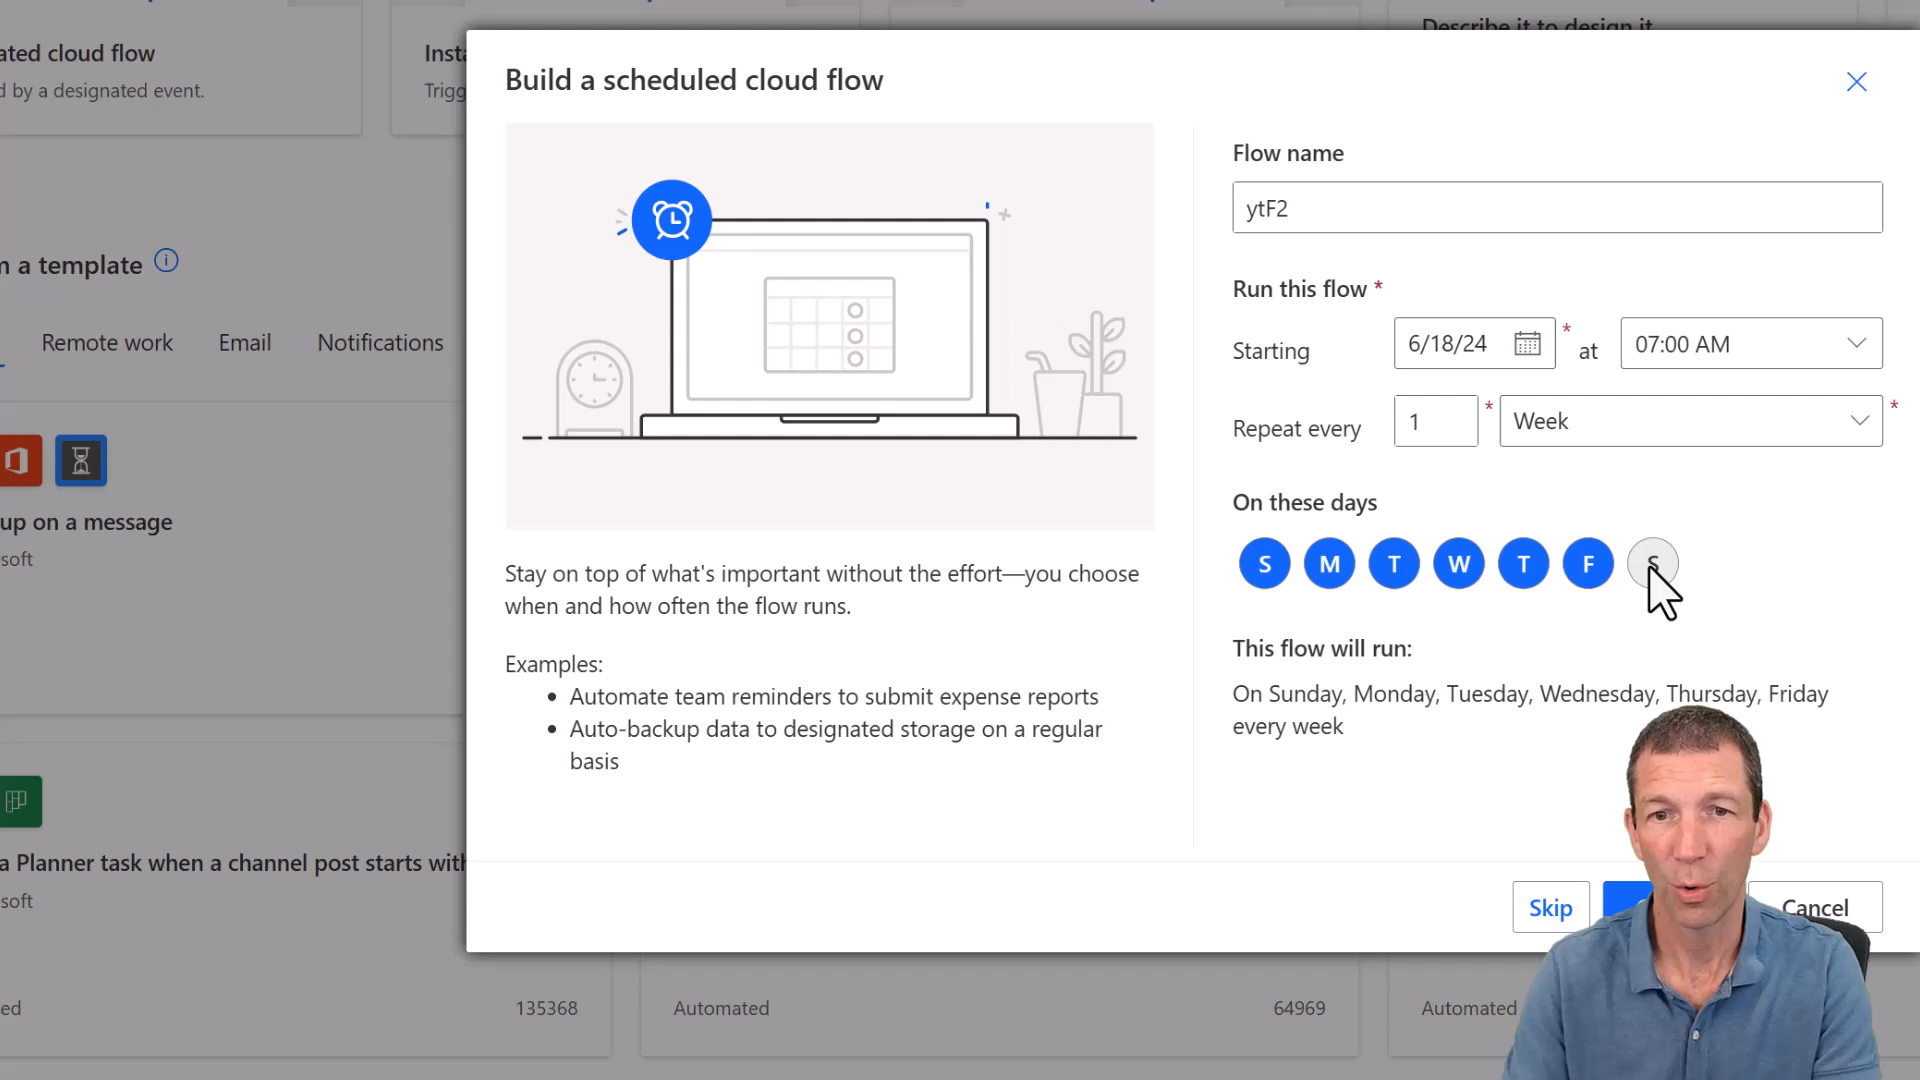 Describe it to design it
ated cloud flow
d by a designated event.
Insta
Trigg
Build a scheduled cloud flow
Flow name
ytF2
Run this flow *
Starting
6/18/24
*
at
07:00 AM
Repeat every
1
*
Week
*
On these days
S M T W T F S
This flow will run:
On Sunday, Monday, Tuesday, Wednesday, Thursday, Friday
every week
Stay on top of what's important without the effort—you choose
when and how often the flow runs.
Examples:
• Automate team reminders to submit expense reports
• Auto-backup data to designated storage on a regular
basis
Skip
Cancel
m a template
Remote work
Email
Notifications
up on a message
soft
a Planner task when a channel post starts with
soft
ed
135368
Automated
64969
Automated